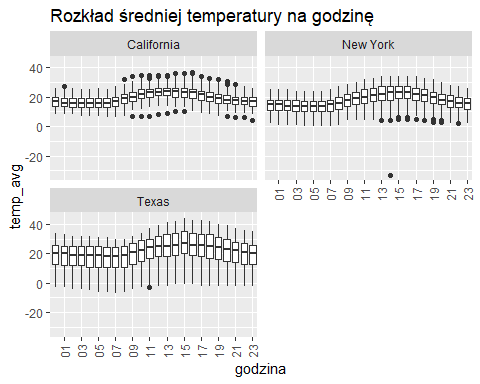 Rozkład średniej temperatury na godzinę
California
New York
temp_avg
40
20
0
-20
01 03 05 07 09 11 13 15 17 19 21 23
Texas
40
20
0
-20
01 03 05 07 09 11 13 15 17 19 21 23
godzina